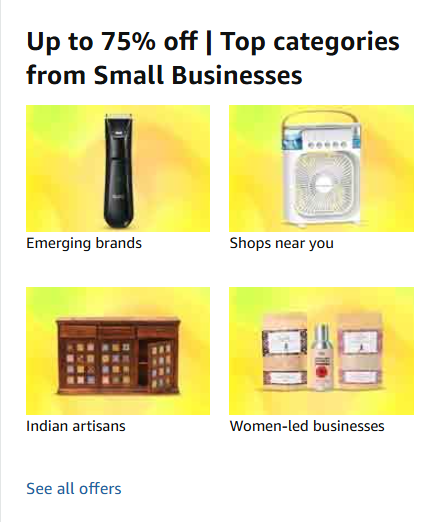 Up to 75% off | Top categories
from Small Businesses
Emerging brands
Shops near you
Indian artisans
Women-led businesses
See all offers